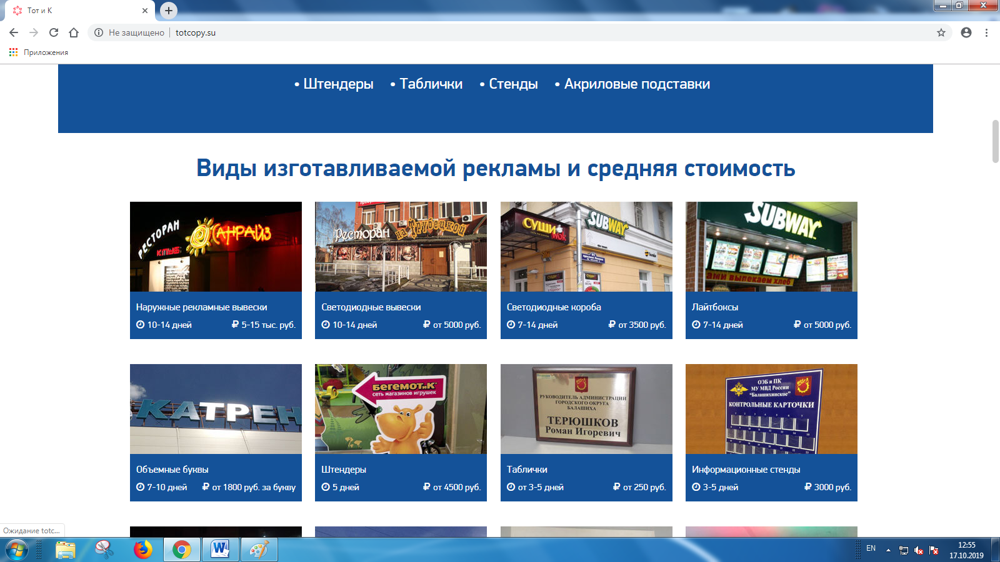 Тот и К
Не защищено
totcopy.su
Приложения
• Штендеры • Таблички • Стенды • Акриловые подставки
Виды изготавливаемой рекламы и средняя стоимость
РЕСТОРАН
САНРАЙЗ
КЛУБ
Ресторан на Трубецкой
СУШИ
WOK
SUBWAY
SUBWAY
ами выпекаем хлеб
Наружные рекламные вывески
10-14 дней 5-15 тыс. руб.
Светодиодные вывески
10-14 дней от 5000 руб.
Светодиодные короба
7-14 дней от 3500 руб.
Лайтбоксы
7-14 дней от 5000 руб.
КАТРЕН
Бегемот..К
сеть магазинов игрушек
РУКОВОДИТЕЛЬ АДМИНИСТРАЦИИ
ГОРОДСКОГО ОКРУГА
БАЛАШИХА
ТЕРЮШКОВ
Роман Игоревич
ОЭБ и ПК
МУ МВД России
"Балашихинское"
КОНТРОЛЬНЫЕ КАРТОЧКИ
Объемные буквы
7-10 дней от 1800 руб. за букву
Штендеры
5 дней от 4500 руб.
Таблички
от 3-5 дней от 250 руб.
Информационные стенды
3-5 дней 3000 руб.
Ожидание totc...
EN
12:55
17.10.2019